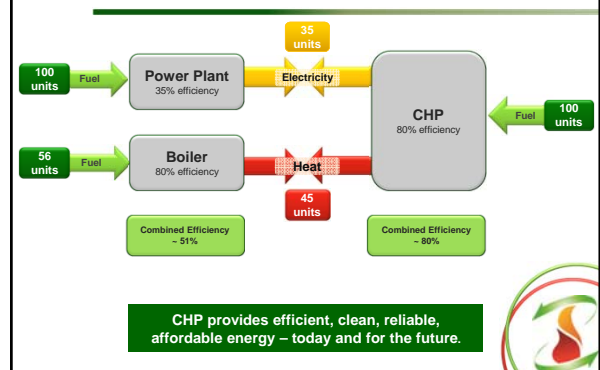 35
units
100
units
Fuel
Power Plant
35% efficiency
Electricity
CHP
80% efficiency
Fuel
100
units
56
units
Fuel
Boiler
80% efficiency
Heat
45
units
Combined Efficiency
~ 51%
Combined Efficiency
~ 80%
CHP provides efficient, clean, reliable,
affordable energy – today and for the future.